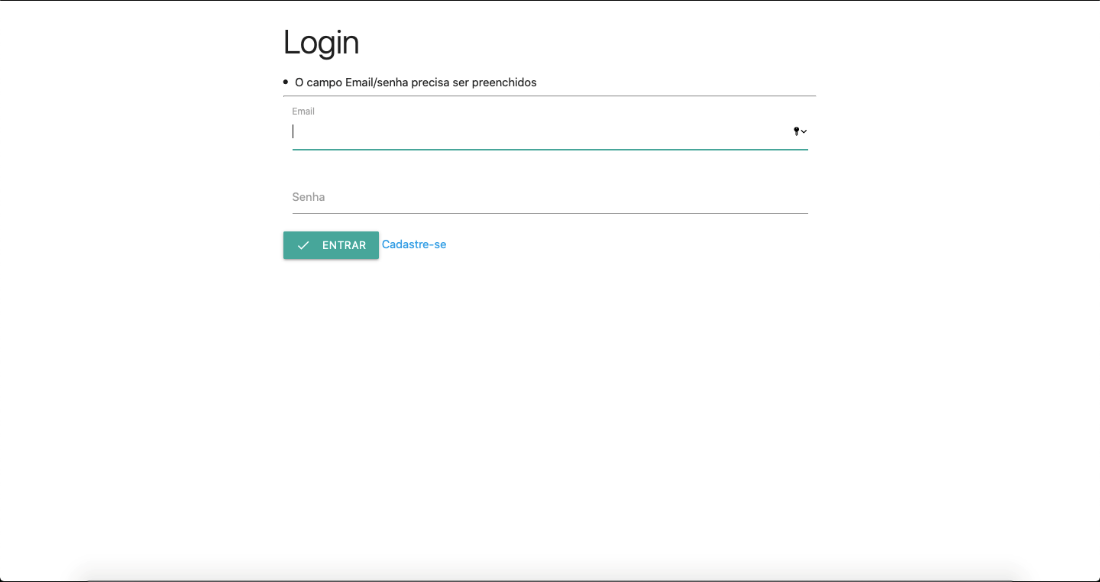 Login
• O campo Email/senha precisa ser preenchidos
Email
Senha
ENTRAR Cadastre-se